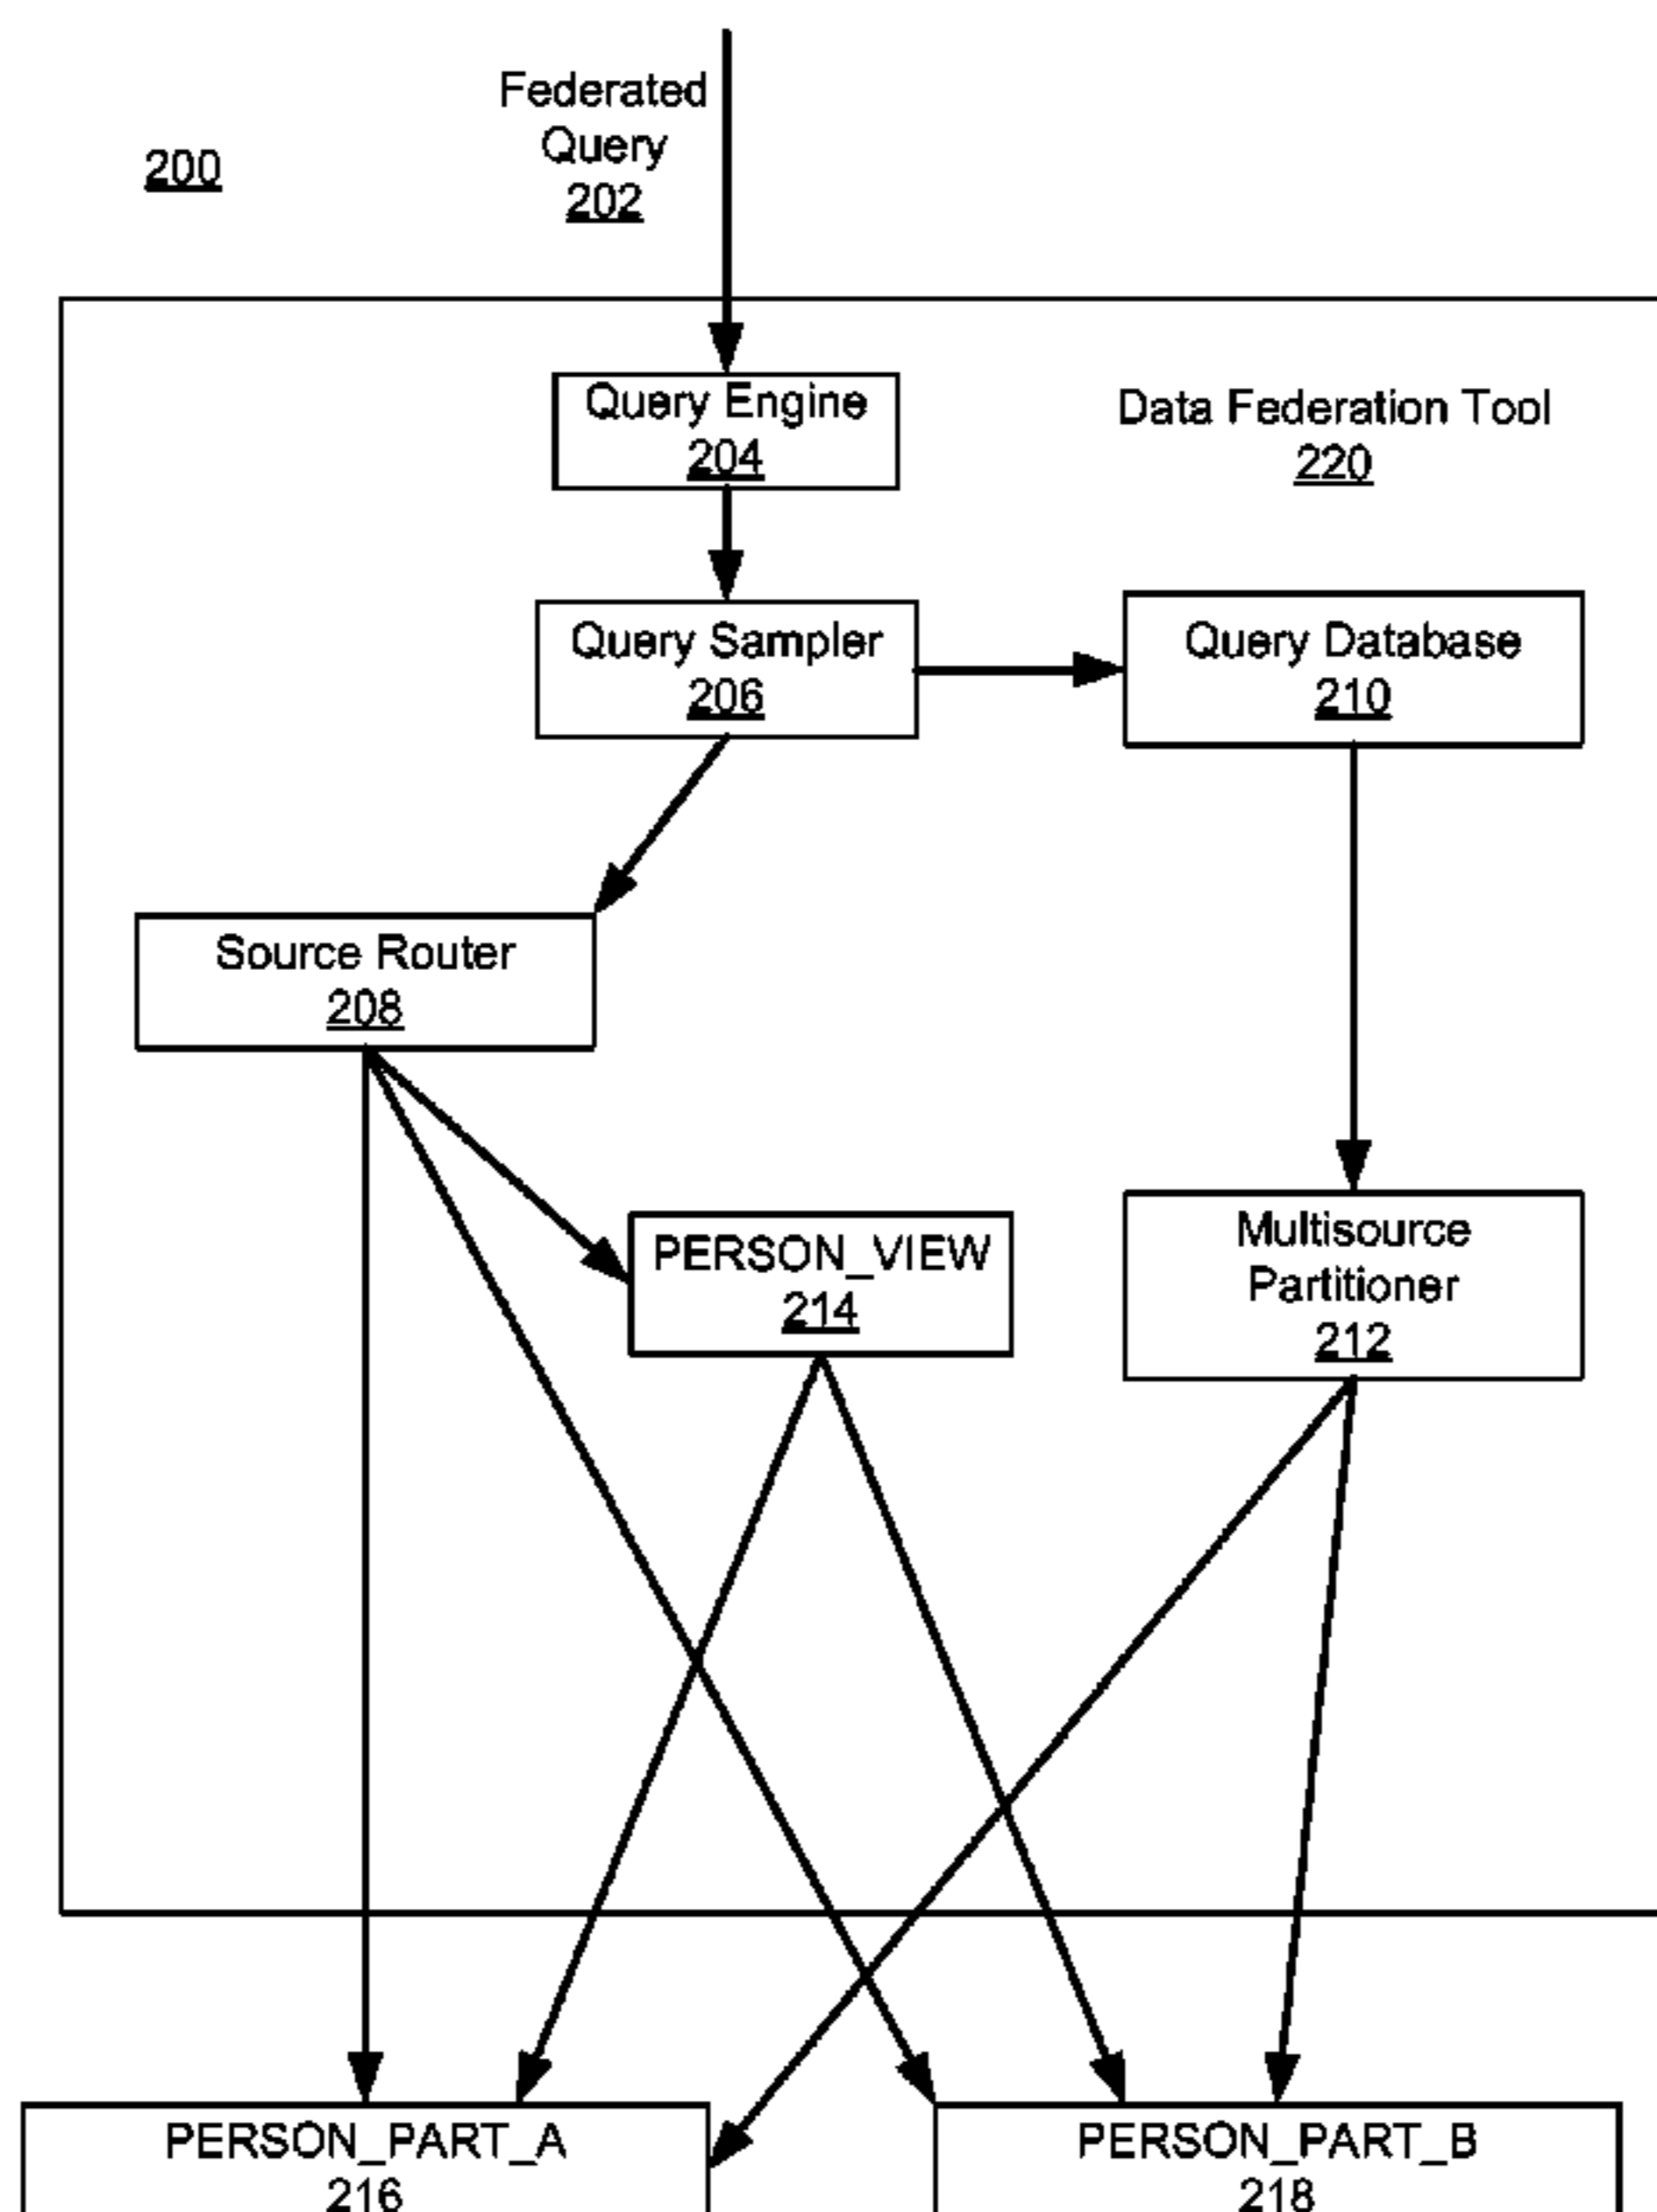 Federated
Query
202
200
Query Engine
204
Data Federation Tool
220
Query Sampler
206
Query Database
210
Source Router
208
PERSON_VIEW
214
Multisource
Partitioner
212
PERSON_PART_A
216
PERSON_PART_B
218